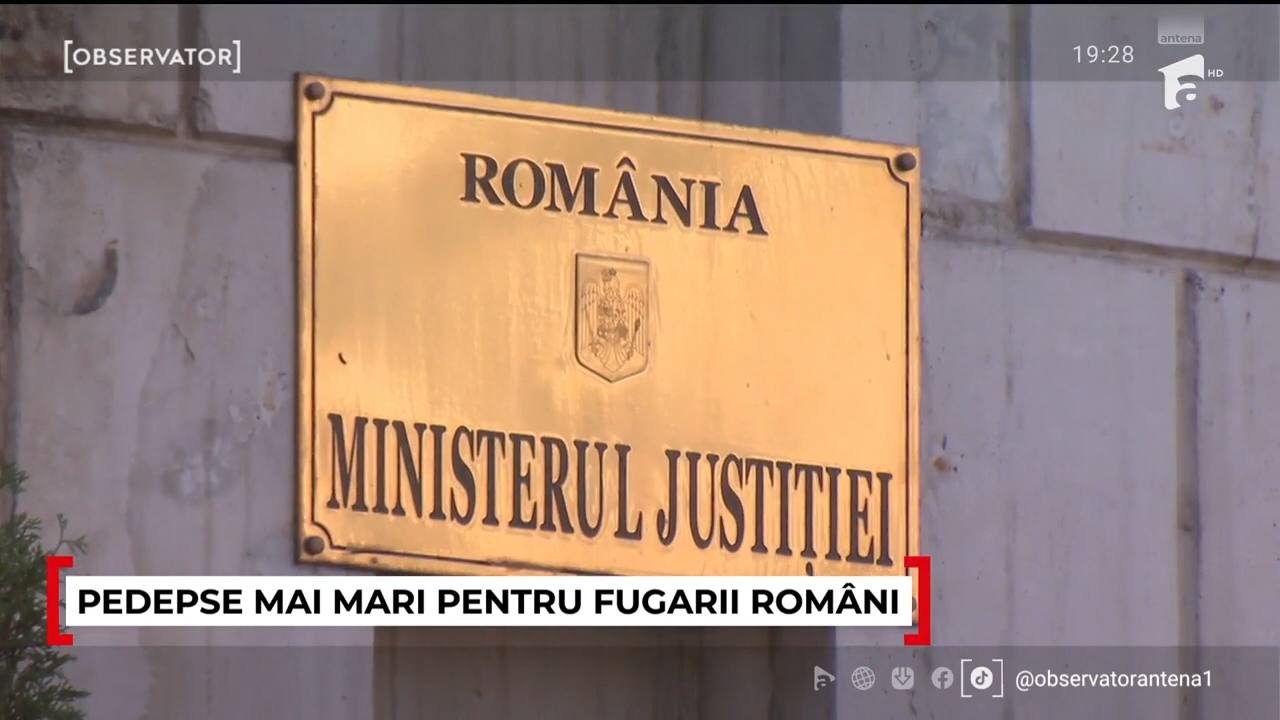 [OBSERVATOR]
19:28
antena
HD
ROMÂNIA
MINISTERUL JUSTIȚIEI
PEDEPSE MAI MARI PENTRU FUGARII ROMÂNI
@observatorantena1